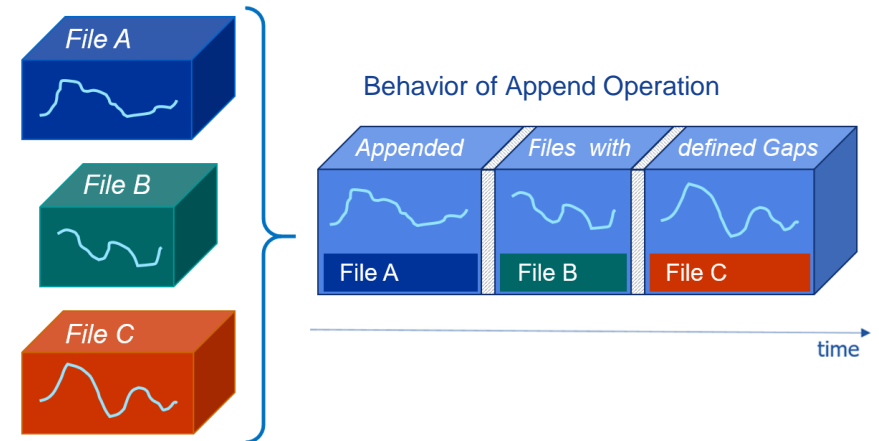 File A
File B
File C
Behavior of Append Operation
Appended Files with defined Gaps
File A File B File C
time